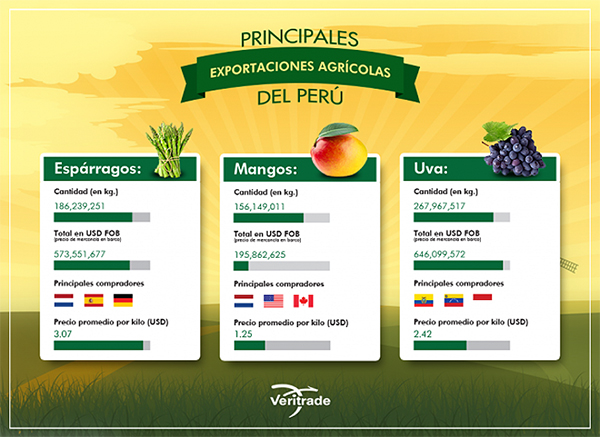 PRINCIPALES
EXPORTACIONES AGRÍCOLAS
DEL PERÚ
Espárragos:
Cantidad (en kg.)
186,239,251
Total en USD FOB
(precio de mercancia en barco)
573,551,677
Principales compradores
Precio promedio por kilo (USD)
3.07
Mangos:
Cantidad (en kg.)
156,149,011
Total en USD FOB
(precio de mercancia en barco)
195,862,625
Principales compradores
Precio promedio por kilo (USD)
1.25
Uva:
Cantidad (en kg.)
267,967,517
Total en USD FOB
(precio de mercancia en barco)
646,099,572
Principales compradores
Precio promedio por kilo (USD)
2.42
Veritrade